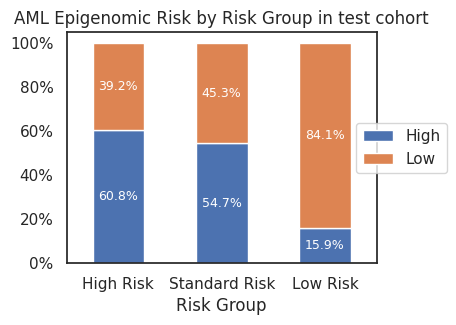 AML Epigenomic Risk by Risk Group in test cohort
100%
80%
60%
40%
20%
0%
39.2%
45.3%
84.1%
60.8%
54.7%
15.9%
High
Low
High Risk Standard Risk Low Risk
Risk Group